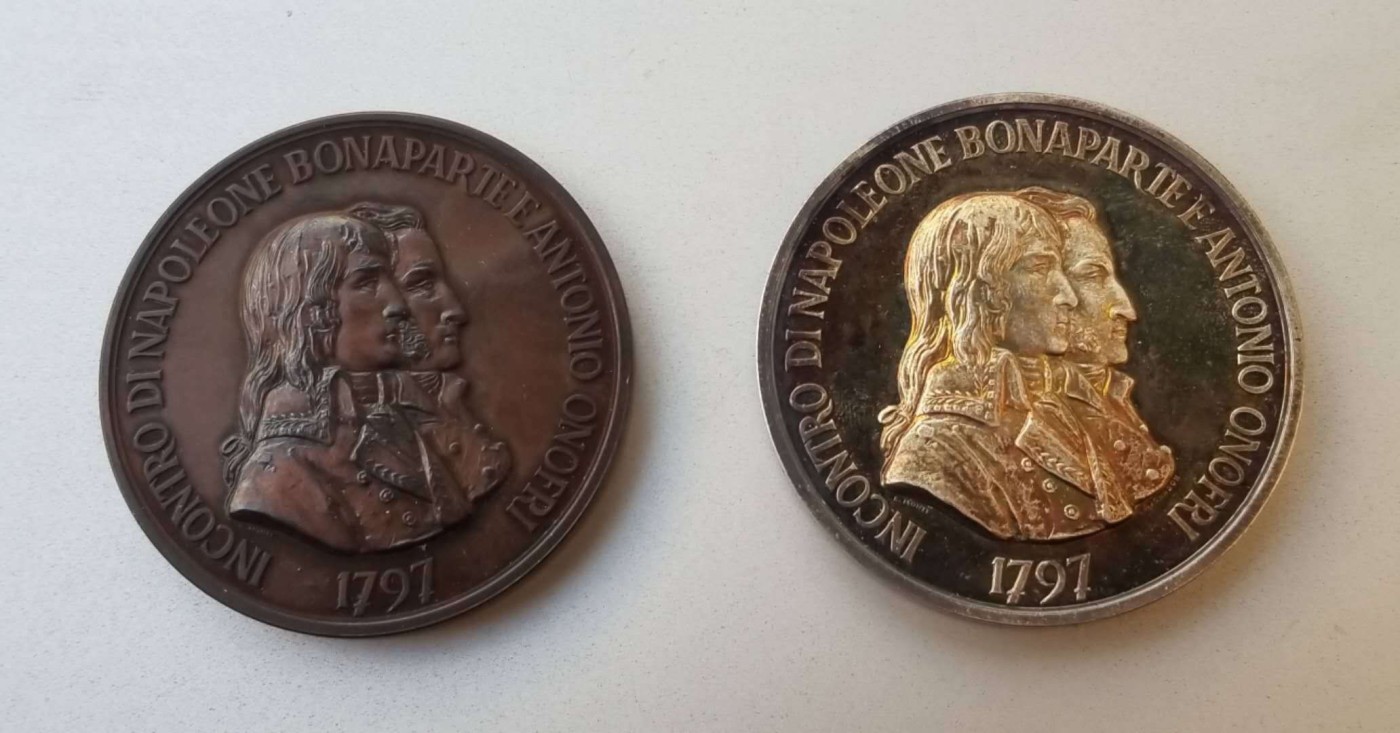 INCONTRO DI NAPOLEONE BONAPARTE E ANTONIO ONOFRI
1797
INCONTRO DI NAPOLEONE BONAPARTE E ANTONIO ONOFRI
1797